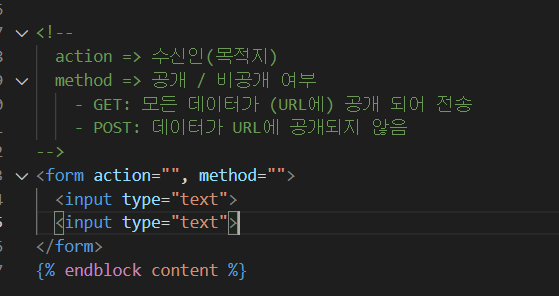 <!--
action => 수신인(목적지)
method => 공개 / 비공개 여부
- GET: 모든 데이터가 (URL에) 공개 되어 전송
- POST: 데이터가 URL에 공개되지 않음
-->
<form action="", method="">
<input type="text">
<input type="text">
</form>
{% endblock content %}